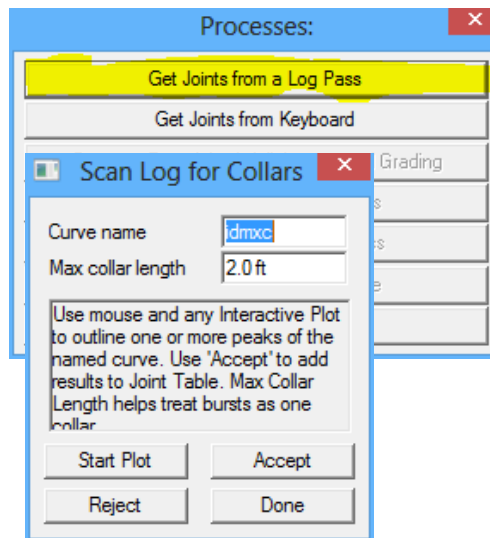 Processes:
Get Joints from a Log Pass
Get Joints from Keyboard
Grading
Scan Log for Collars
Curve name
idmxc
Max collar length
2.0 ft
Use mouse and any Interactive Plot
to outline one or more peaks of the
named curve. Use 'Accept' to add
results to Joint Table. Max Collar
Length helps treat bursts as one
collar
Start Plot
Accept
Reject
Done